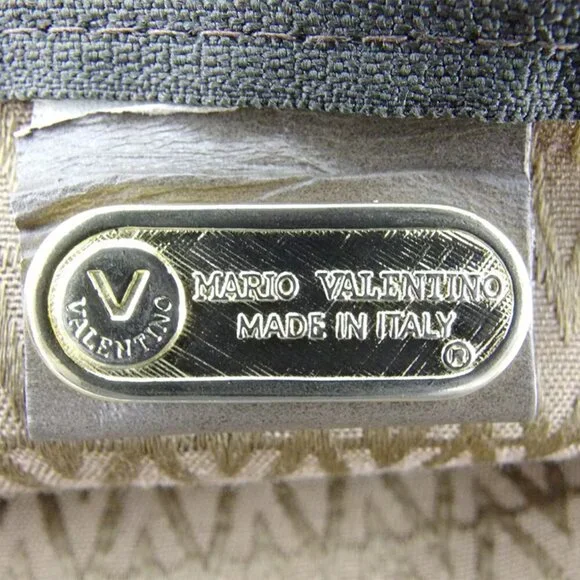 V
VALENTINO
MARIO VALENTINO
MADE IN ITALY
®